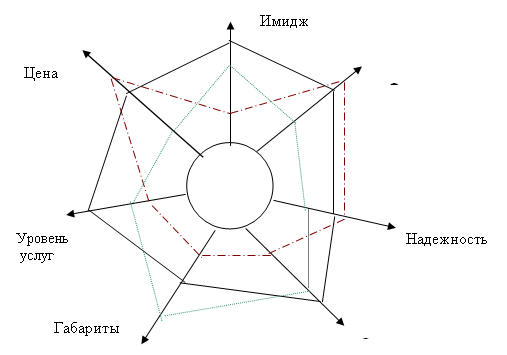 Имидж
Цена
Надежность
Уровень
услуг
Габариты